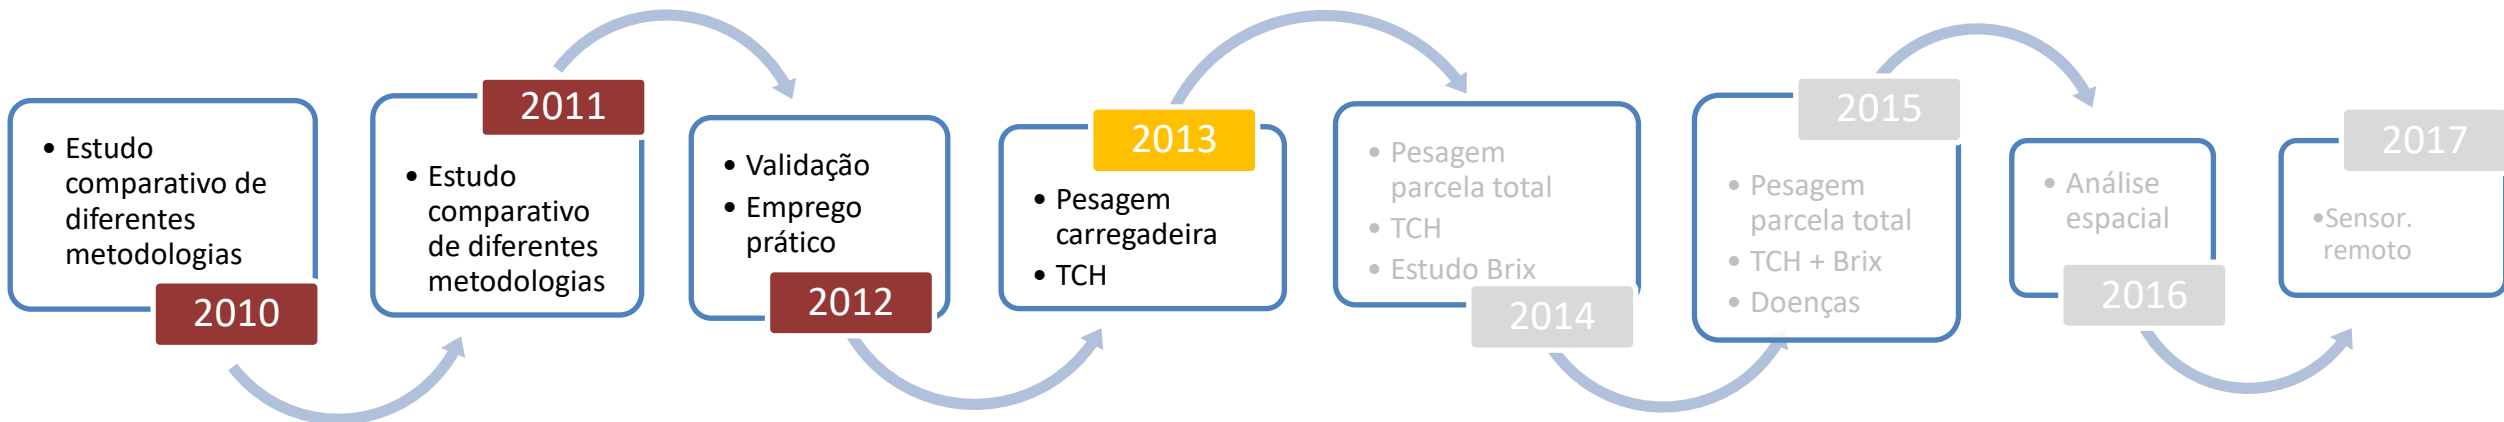 • Estudo
comparativo de
diferentes
metodologias
2010
2011
• Estudo
comparativo
de diferentes
metodologias
• Validação
• Emprego
prático
2012
2013
• Pesagem
carregadeira
• TCH
• Pesagem
parcela total
• TCH
• Estudo Brix
2014
2015
• Pesagem
parcela total
• TCH + Brix
• Doenças
• Análise
espacial
2016
2017
•Sensor.
remoto